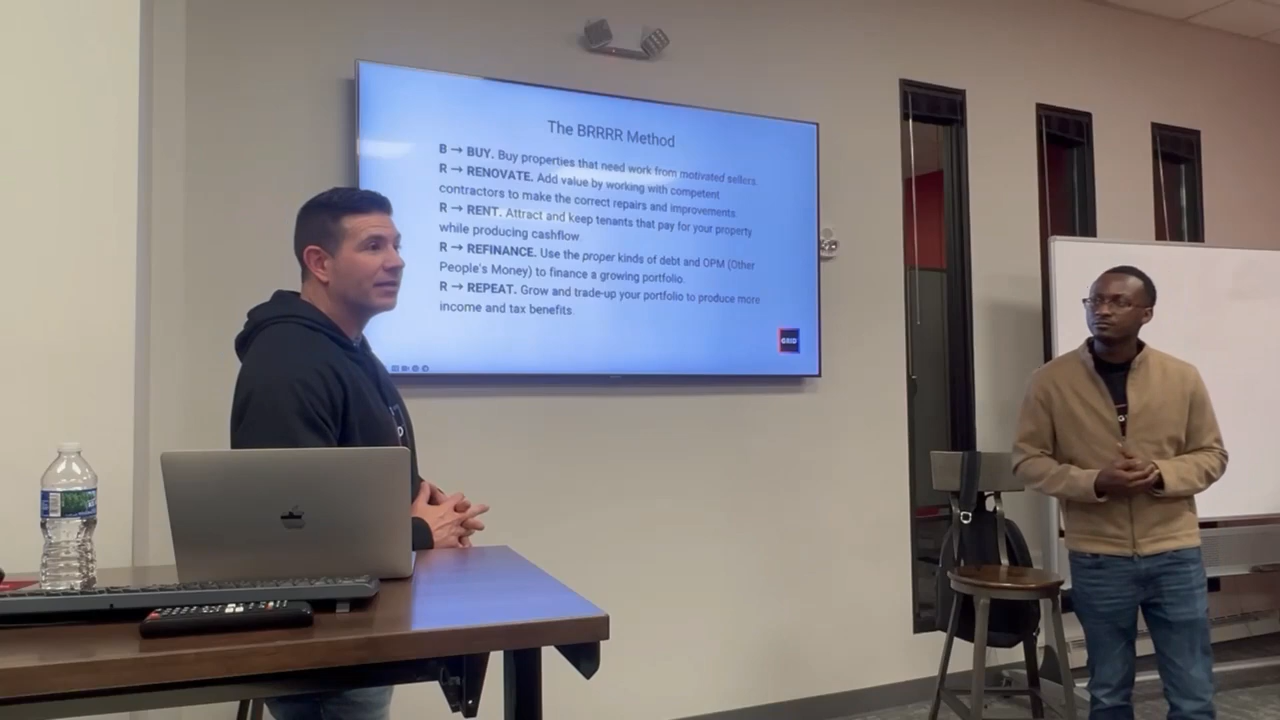 The BRRRR Method
B → BUY. Buy properties that need work from motivated sellers.
R → RENOVATE. Add value by working with competent
contractors to make the correct repairs and improvements.
R → RENT. Attract and keep tenants that pay for your property
while producing cashflow.
R → REFINANCE. Use the proper kinds of debt and OPM (Other
People's Money) to finance a growing portfolio.
R → REPEAT. Grow and trade-up your portfolio to produce more
income and tax benefits.
GRID